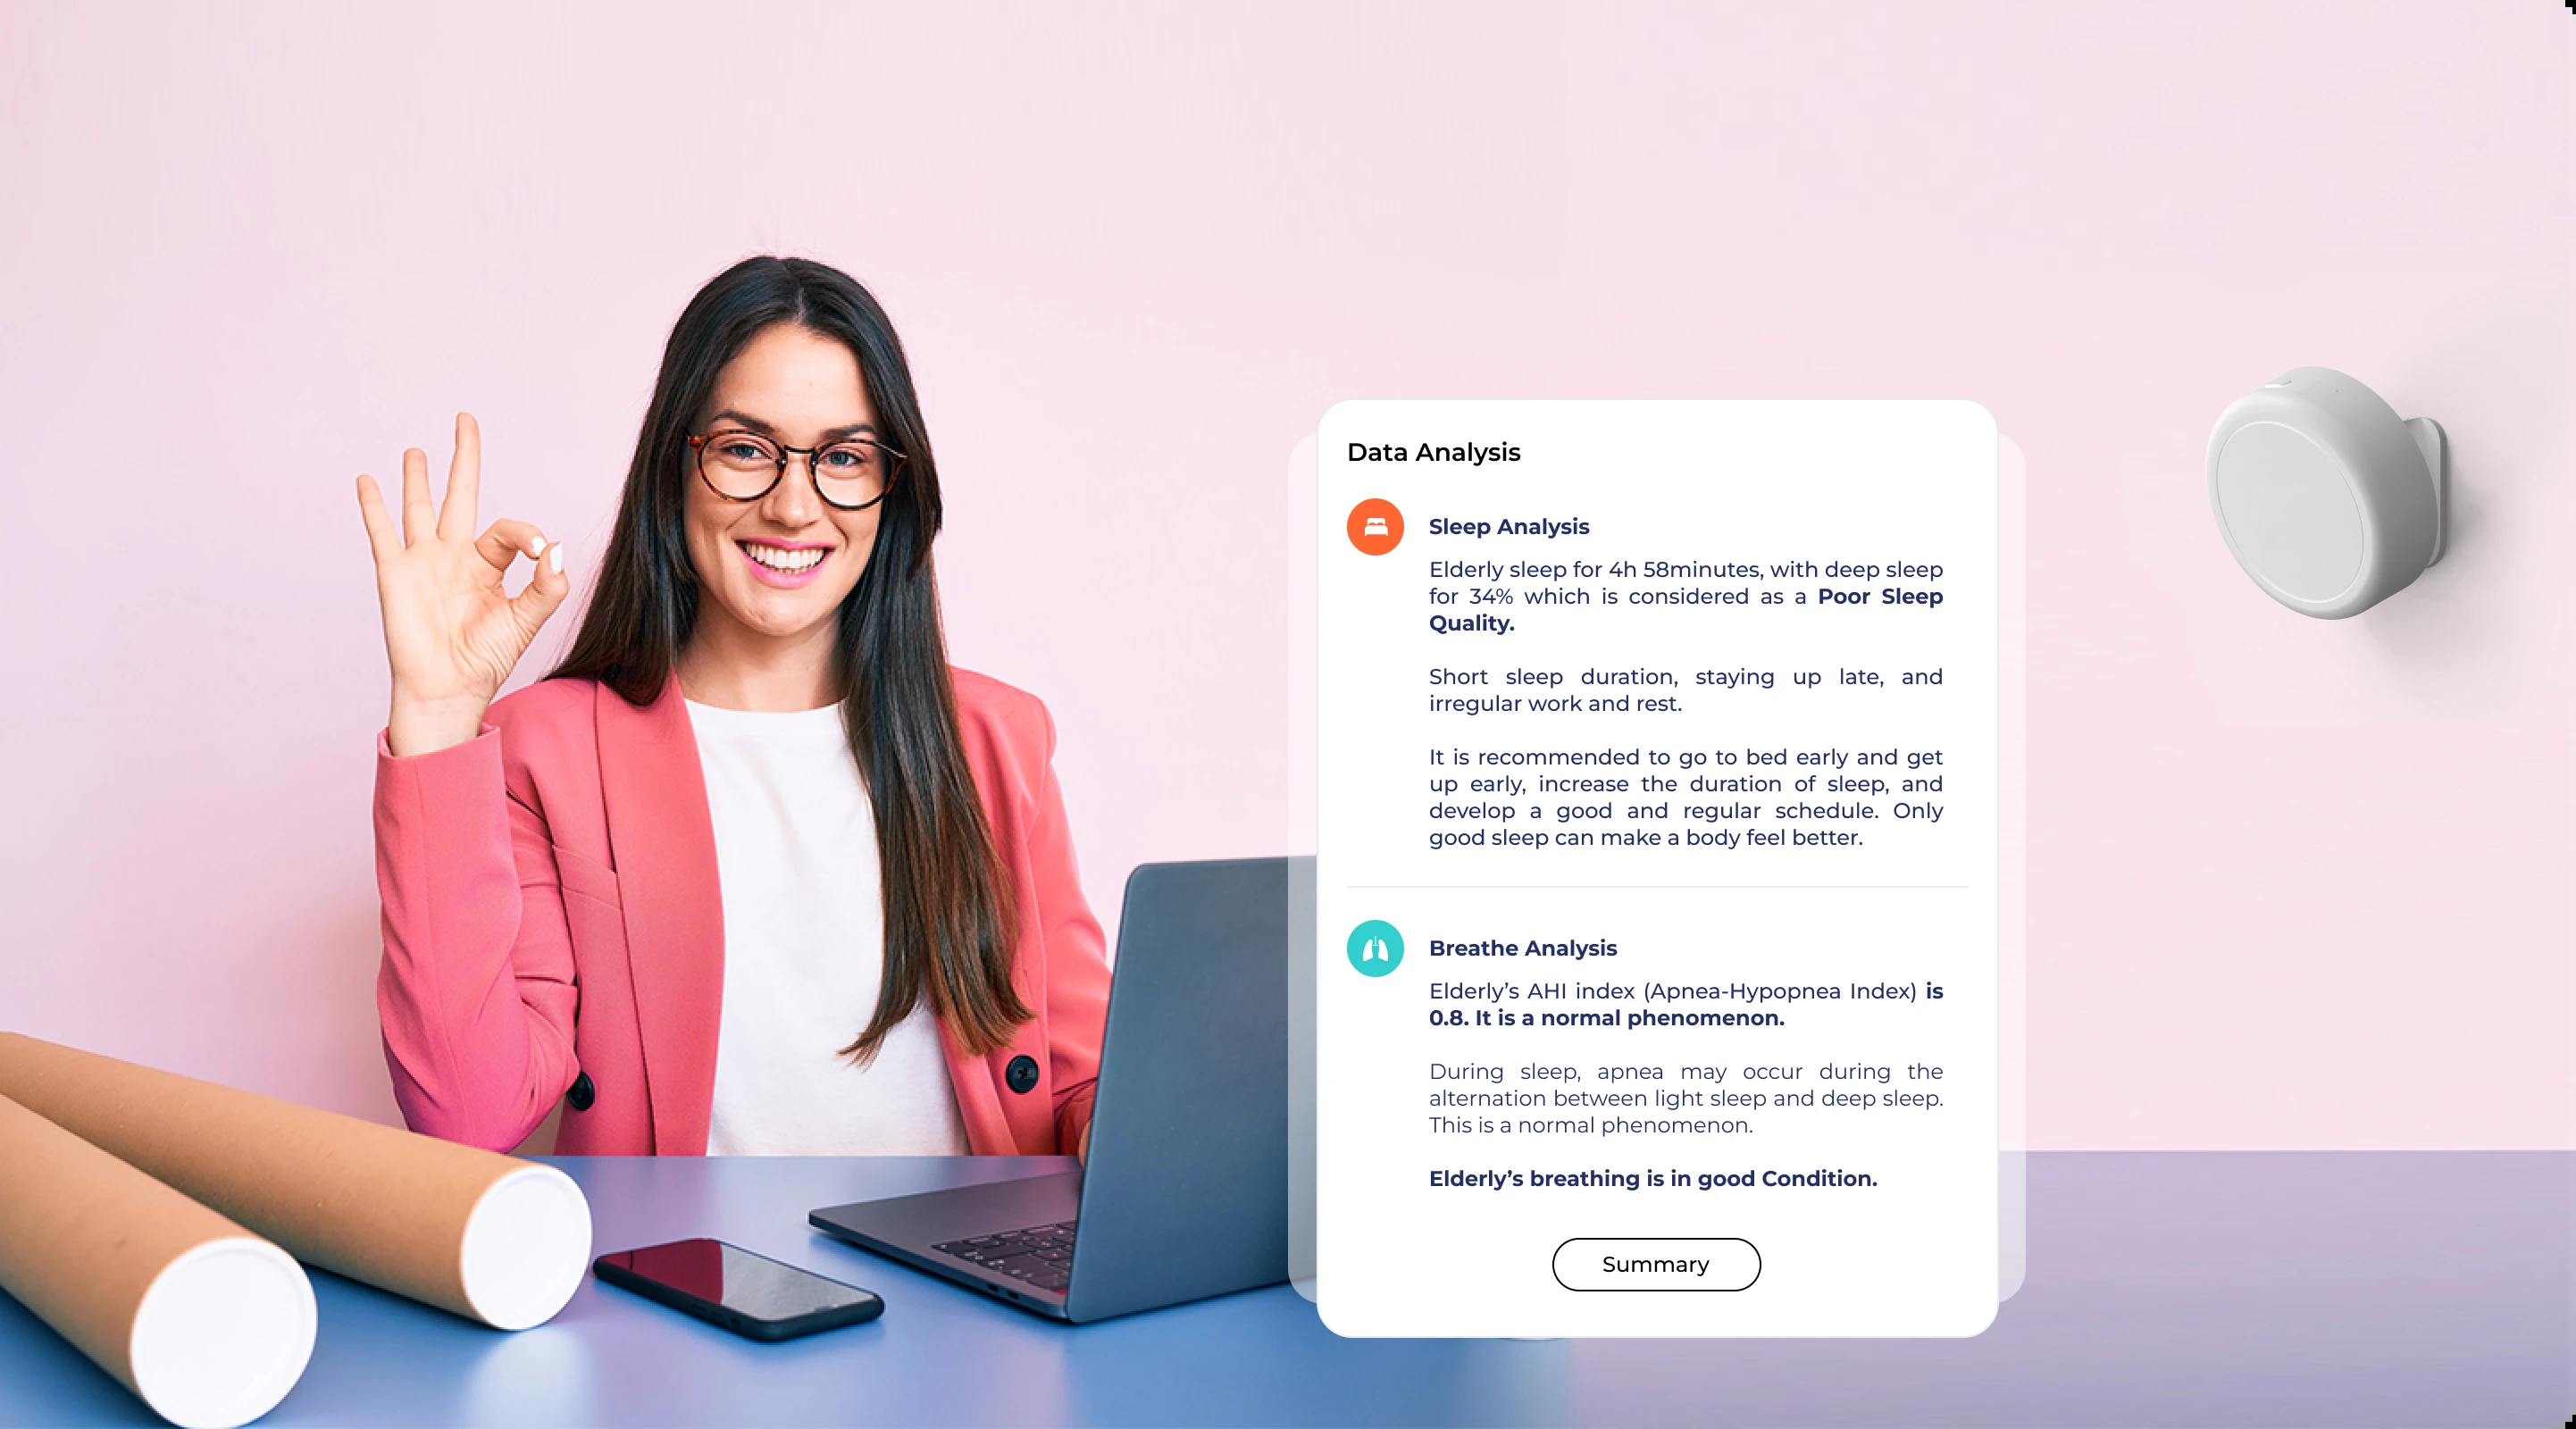 Data Analysis
Sleep Analysis
Elderly sleep for 4h 58minutes, with deep sleep
for 34% which is considered as a Poor Sleep
Quality.
Short sleep duration, staying up late, and
irregular work and rest.
It is recommended to go to bed early and get
up early, increase the duration of sleep, and
develop a good and regular schedule. Only
good sleep can make a body feel better.
Breathe Analysis
Elderly’s AHI index (Apnea-Hypopnea Index) is
0.8. It is a normal phenomenon.
During sleep, apnea may occur during the
alternation between light sleep and deep sleep.
This is a normal phenomenon.
Elderly’s breathing is in good Condition.
Summary